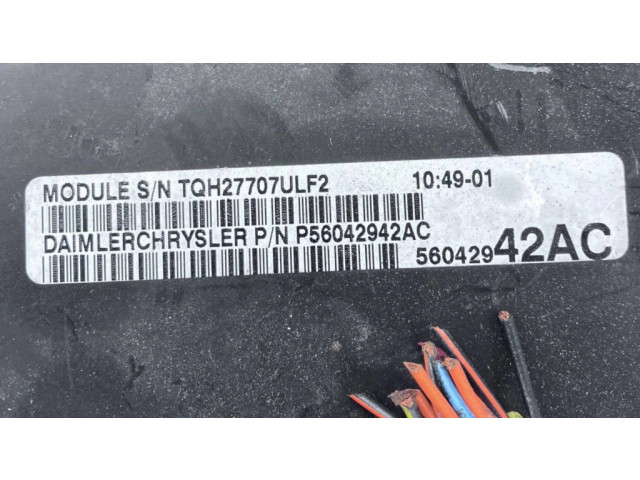 MODULE S/N TQH27707ULF2 10:49-01
DAIMLERCHRYSLER P/N P56042942AC
56042942AC